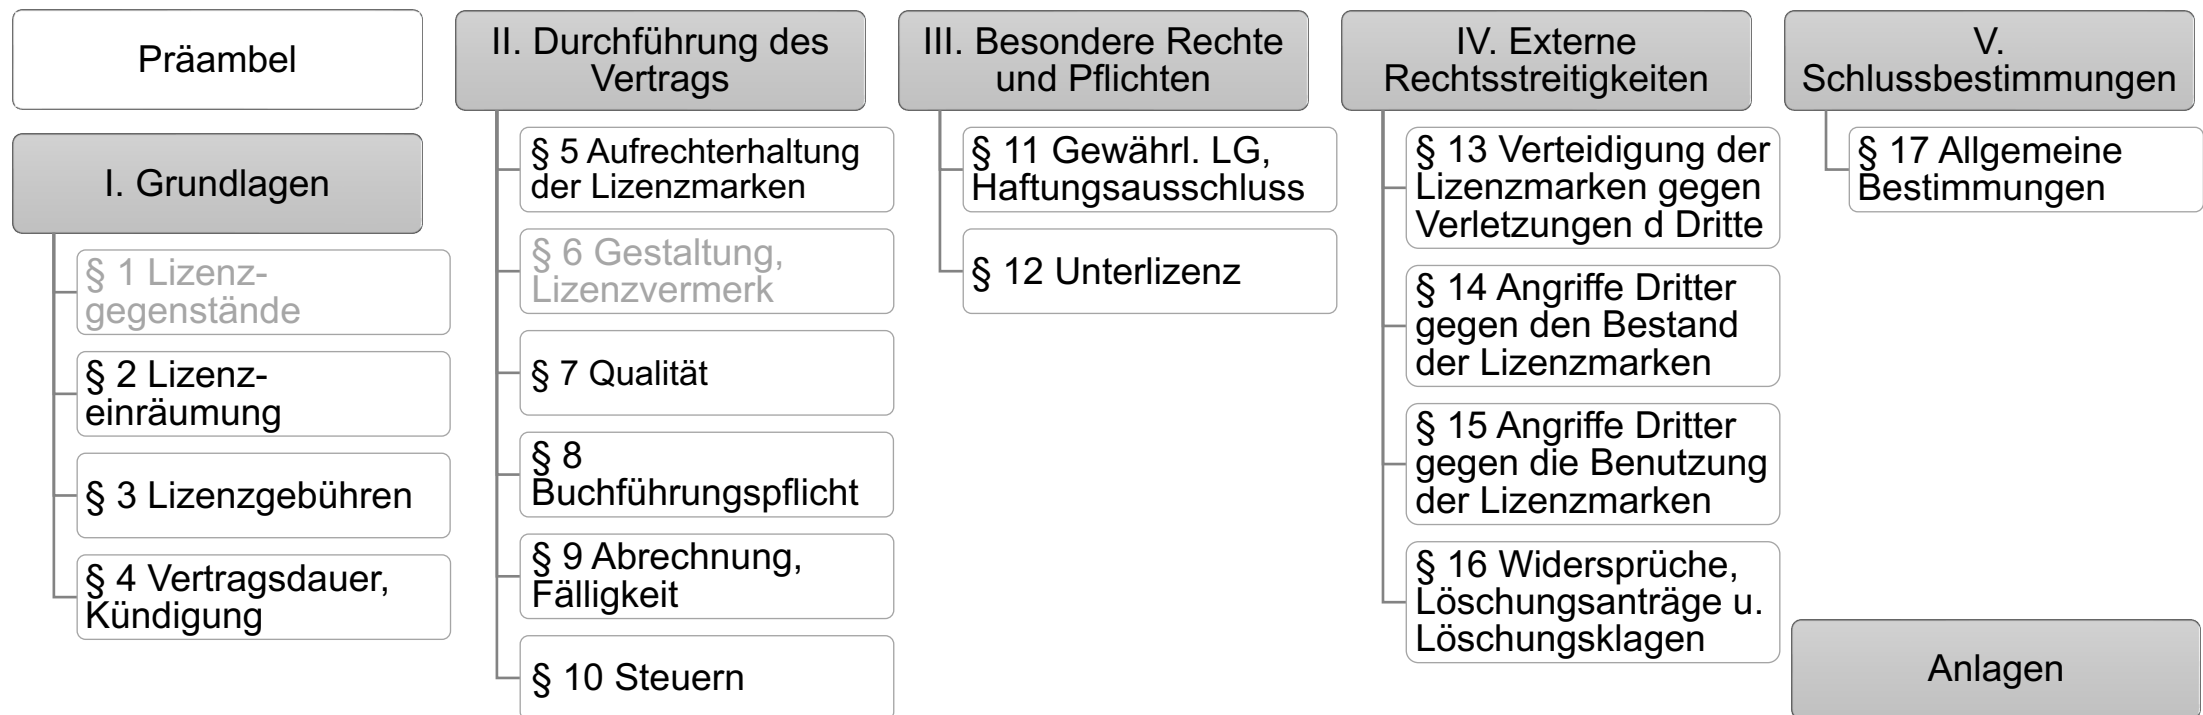 Präambel
I. Grundlagen
§ 1 Lizenz-
gegenstände
§ 2 Lizenz-
einräumung
§ 3 Lizenzgebühren
§ 4 Vertragsdauer,
Kündigung
II. Durchführung des
Vertrags
§ 5 Aufrechterhaltung
der Lizenzmarken
§ 6 Gestaltung,
Lizenzvermerk
§ 7 Qualität
§ 8
Buchführungspflicht
§ 9 Abrechnung,
Fälligkeit
§ 10 Steuern
III. Besondere Rechte
und Pflichten
§ 11 Gewährl. LG,
Haftungsausschluss
§ 12 Unterlizenz
IV. Externe
Rechtsstreitigkeiten
§ 13 Verteidigung der
Lizenzmarken gegen
Verletzungen d Dritte
§ 14 Angriffe Dritter
gegen den Bestand
der Lizenzmarken
§ 15 Angriffe Dritter
gegen die Benutzung
der Lizenzmarken
§ 16 Widersprüche,
Löschungsanträge u.
Löschungsklagen
V.
Schlussbestimmungen
§ 17 Allgemeine
Bestimmungen
Anlagen